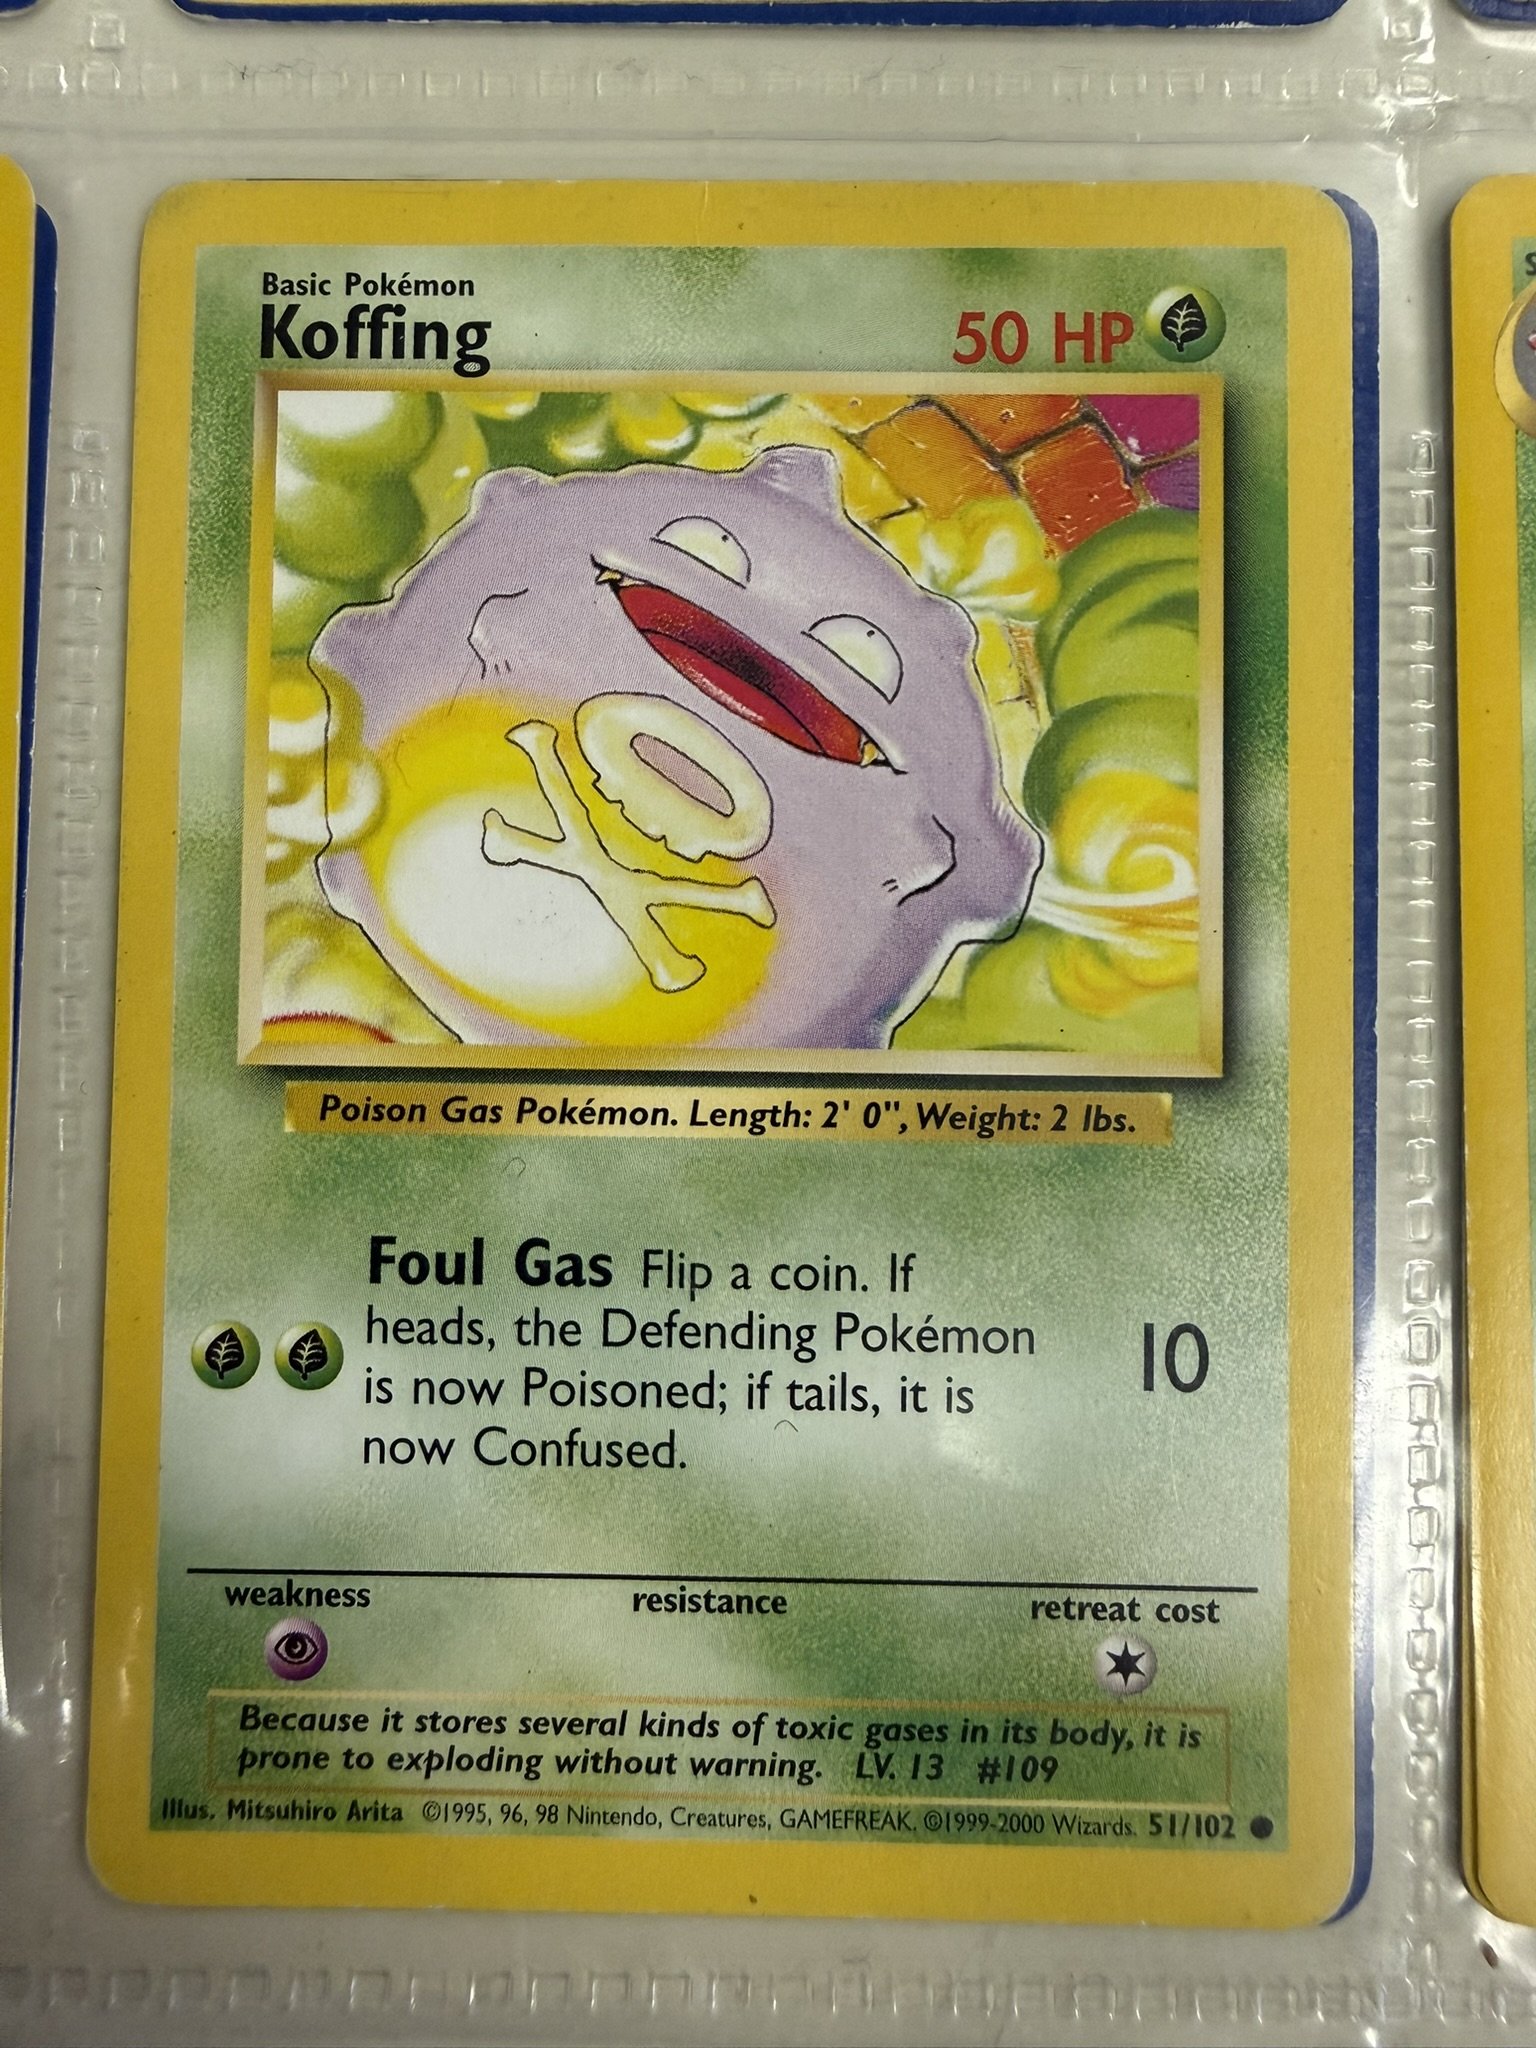 Basic Pokémon
Koffing
50 HP
Poison Gas Pokémon. Length: 2' 0", Weight: 2 lbs.
Foul Gas Flip a coin. If
heads, the Defending Pokémon
is now Poisoned; if tails, it is
now Confused.
10
weakness resistance retreat cost
Because it stores several kinds of toxic gases in its body, it is
prone to exploding without warning. LV. 13 #109
Illus. Mitsuhiro Arita ©1995, 96, 98 Nintendo, Creatures, GAMEFREAK. ©1999-2000 Wizards. 51/102